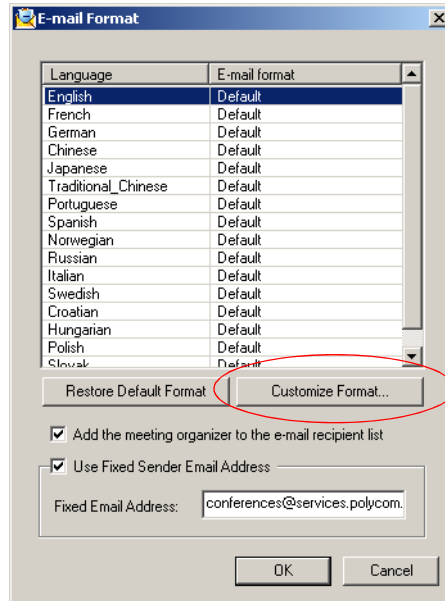 E-mail Format
Language E-mail format
English Default
French Default
German Default
Chinese Default
Japanese Default
Traditional_Chinese Default
Portuguese Default
Spanish Default
Norwegian Default
Russian Default
Italian Default
Swedish Default
Croatian Default
Hungarian Default
Polish Default
Slovak Default
Restore Default Format Customize Format...
Add the meeting organizer to the e-mail recipient list
Use Fixed Sender Email Address
Fixed Email Address: conferences@services.polycom.
OK Cancel